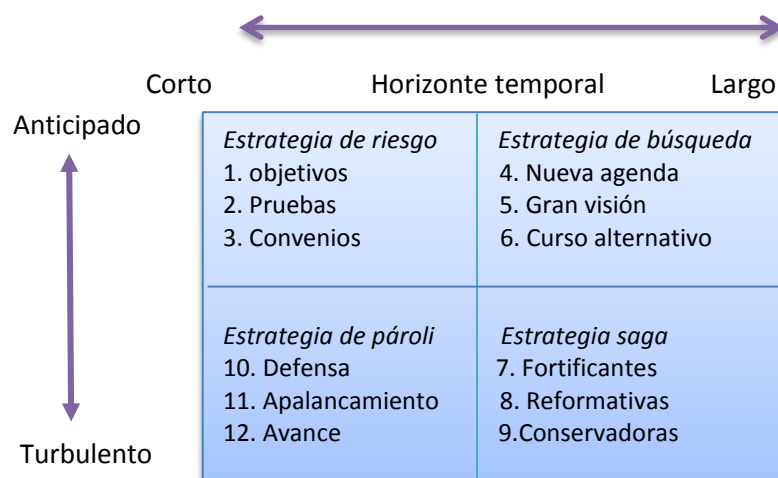 Corto Horizonte temporal Largo
Anticipado
Estrategia de riesgo
1. objetivos
2. Pruebas
3. Convenios
Estrategia de búsqueda
4. Nueva agenda
5. Gran visión
6. Curso alternativo
Estrategia de pároli
10. Defensa
11. Apalancamiento
12. Avance
Estrategia saga
7. Fortificantes
8. Reformativas
9.Conservadoras
Turbulento